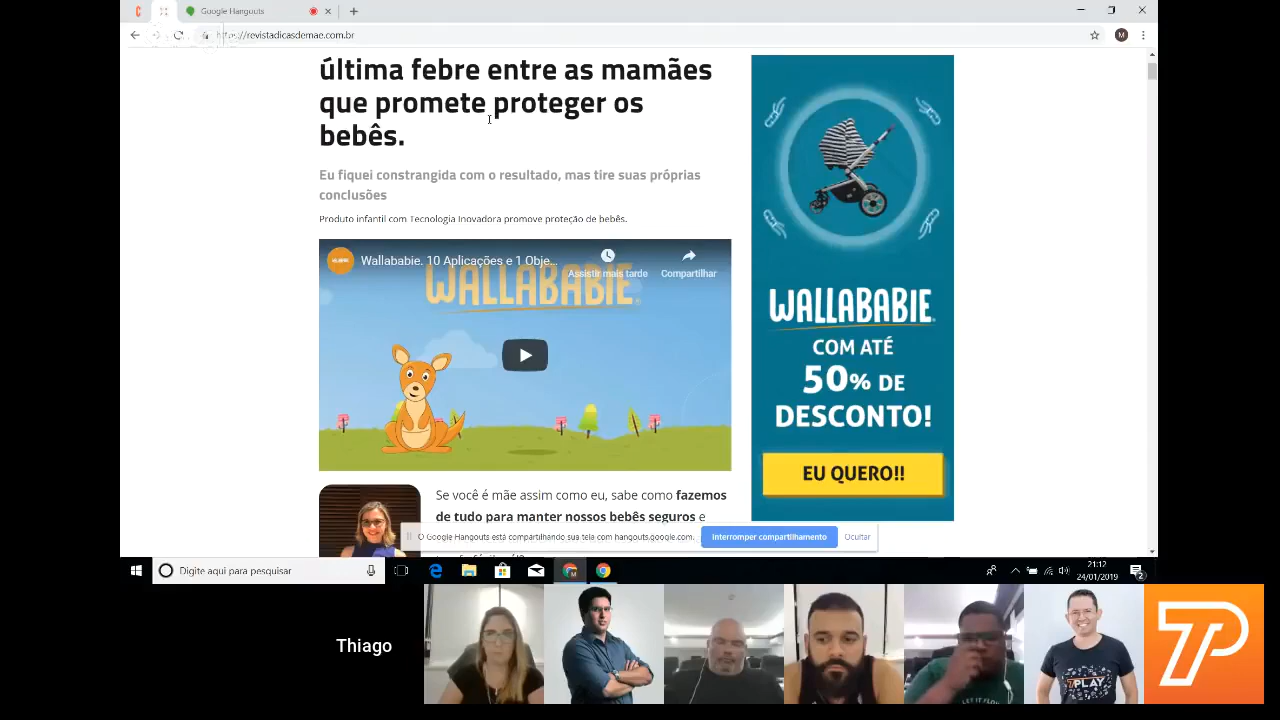 Google Hangouts
https://revistadicasdemae.com.br
M
última febre entre as mamães
que promete proteger os
bebês.
Eu fiquei constrangida com o resultado, mas tire suas próprias
conclusões
Produto infantil com Tecnologia Inovadora promove proteção de bebês.
Wallababie. 10 Aplicações e 1 Obje...
Assistir mais tarde
Compartilhar
WALLABABIE
Se você é mãe assim como eu, sabe como fazemos
de tudo para manter nossos bebês seguros e
WALLABABIE
COM ATÉ
50% DE
DESCONTO!
EU QUERO!!
O Google Hangouts está compartilhando sua tela com hangouts.google.com.
Interromper compartilhamento
Ocultar
Digite aqui para pesquisar
21:12
24/01/2019
2
Thiago
7PLAY
7P